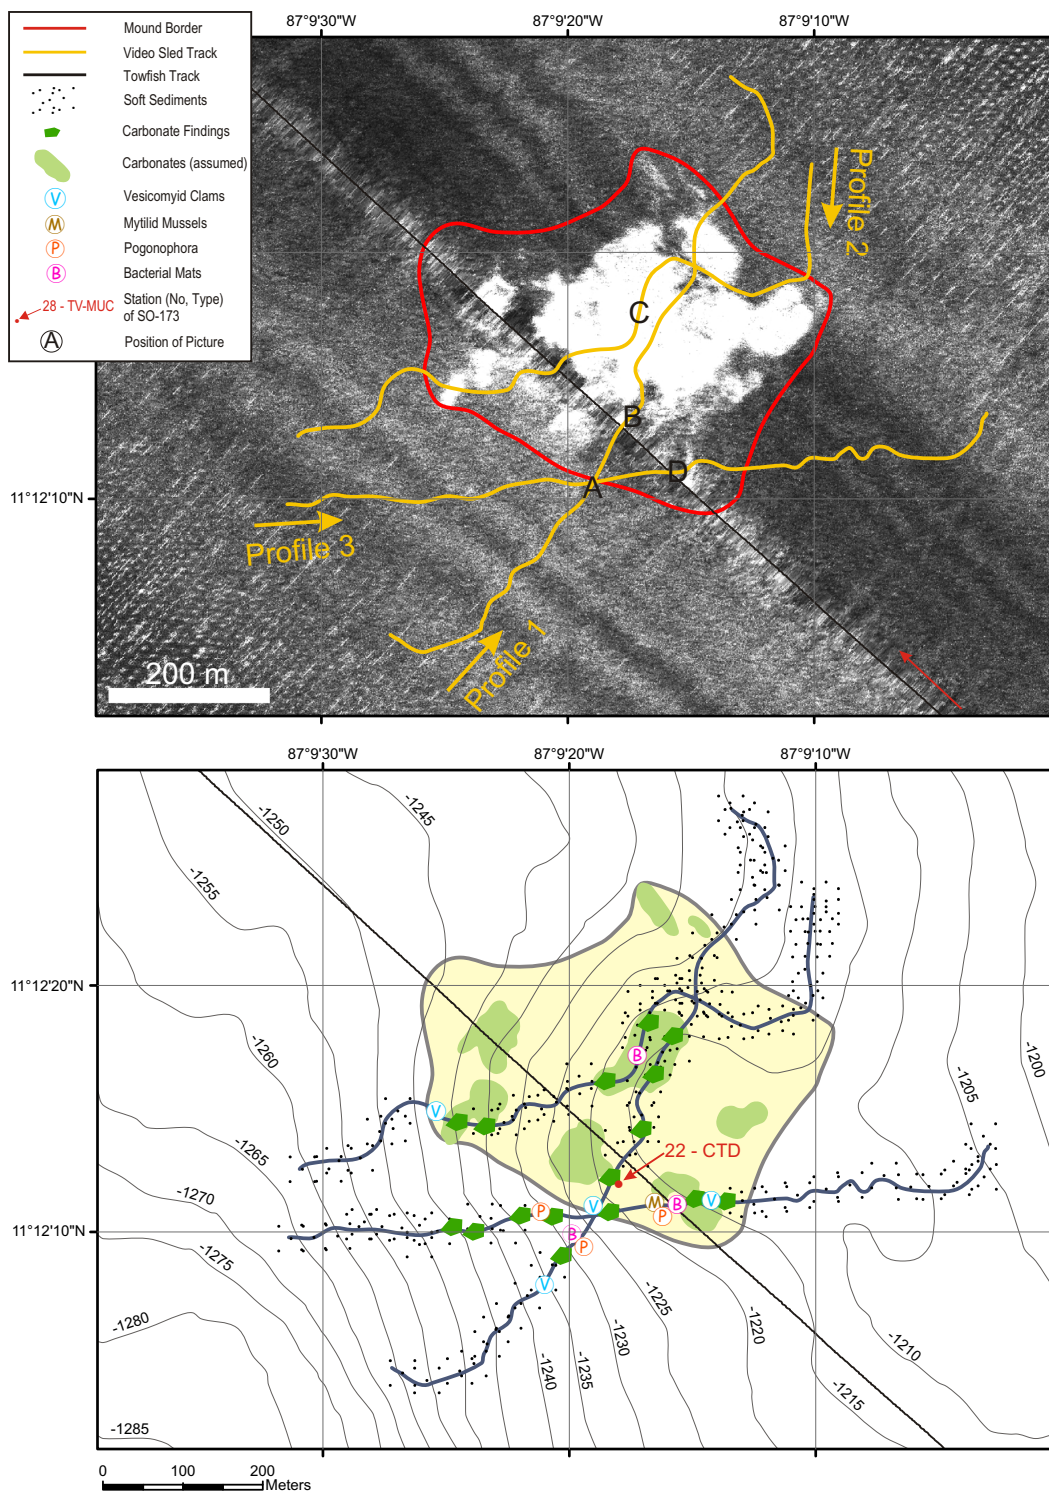 Mound Border
Video Sled Track
Towfish Track
Soft Sediments
Carbonate Findings
Carbonates (assumed)
V Vesicomyid Clams
M Mytilid Mussels
P Pogonophora
B Bacterial Mats
28 - TV-MUC Station (No, Type)
of SO-173
A Position of Picture
87°9'30"W 87°9'20"W 87°9'10"W
Profile 2
C
B
D
A
11°12'10"N
Profile 3
Profile 1
200 m
87°9'30"W 87°9'20"W 87°9'10"W
-1250
-1245
-1255
11°12'20"N
-1260
-1200
-1205
B
V
-1265
22 - CTD
-1270
V
M
B
V
P
P
11°12'10"N
B
P
-1275
V
-1225
-1220
-1280
-1230
-1210
-1235
-1240
-1215
-1285
0 100 200
Meters